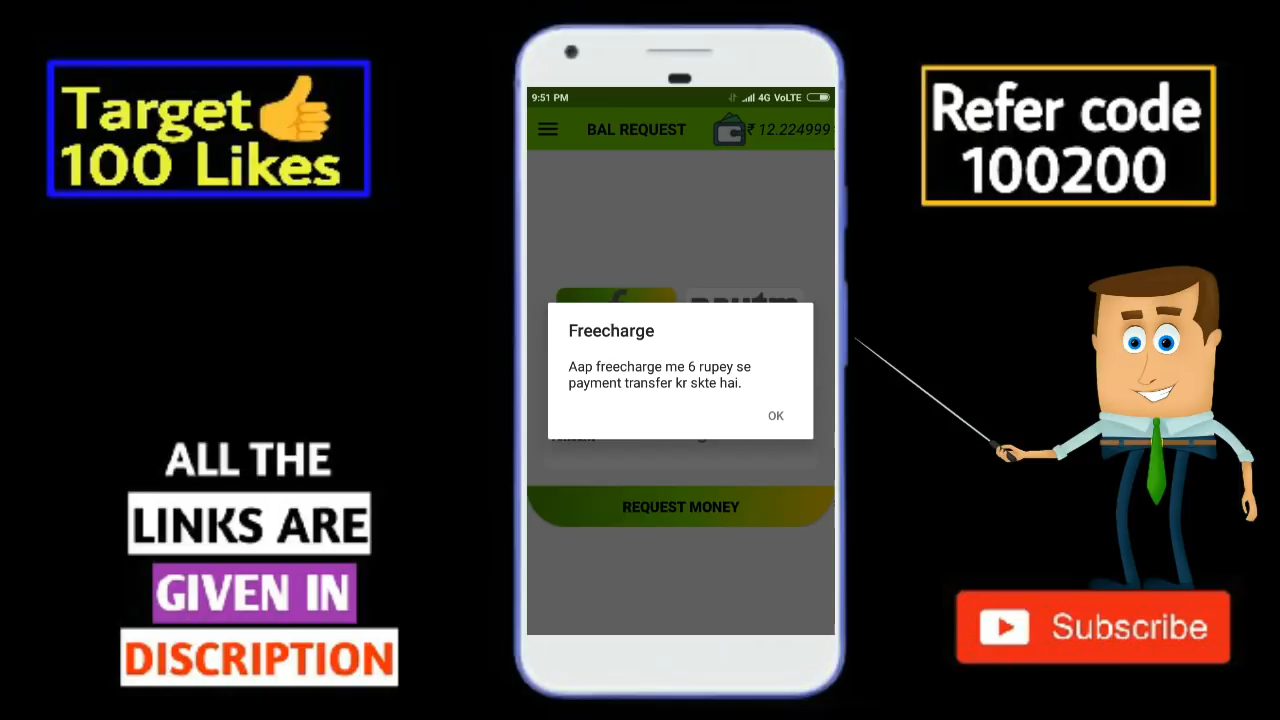 Target👍
100 Likes
Refer code
100200
9:51 PM
4G VoLTE
BAL REQUEST
₹ 12.224999
Freecharge
Aap freecharge me 6 rupey se
payment transfer kr skte hai.
OK
REQUEST MONEY
ALL THE
LINKS ARE
GIVEN IN
DISCRIPTION
Subscribe